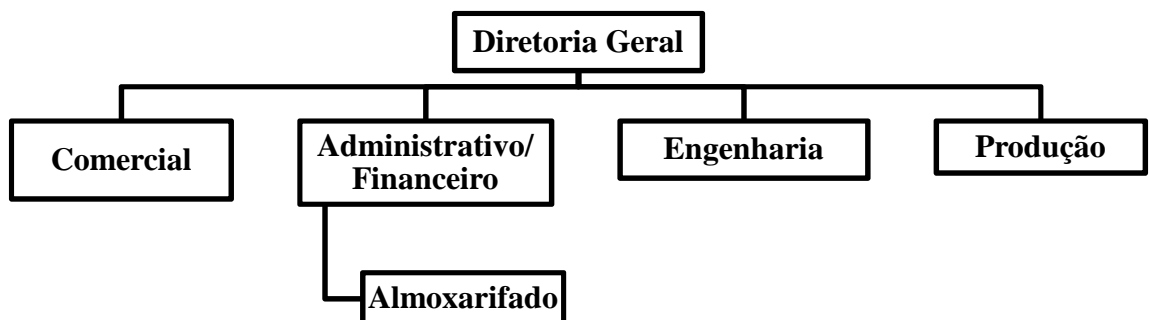 Diretoria Geral
Comercial
Administrativo/
Financeiro
Engenharia
Produção
Almoxarifado